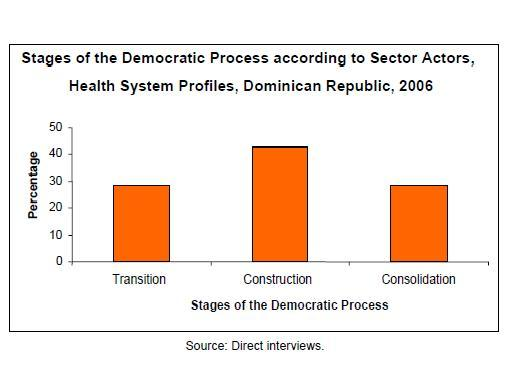 Stages of the Democratic Process according to Sector Actors,
Health System Profiles, Dominican Republic, 2006
50
40
30
20
10
0
Percentage
Transition
Construction
Consolidation
Stages of the Democratic Process
Source: Direct interviews.